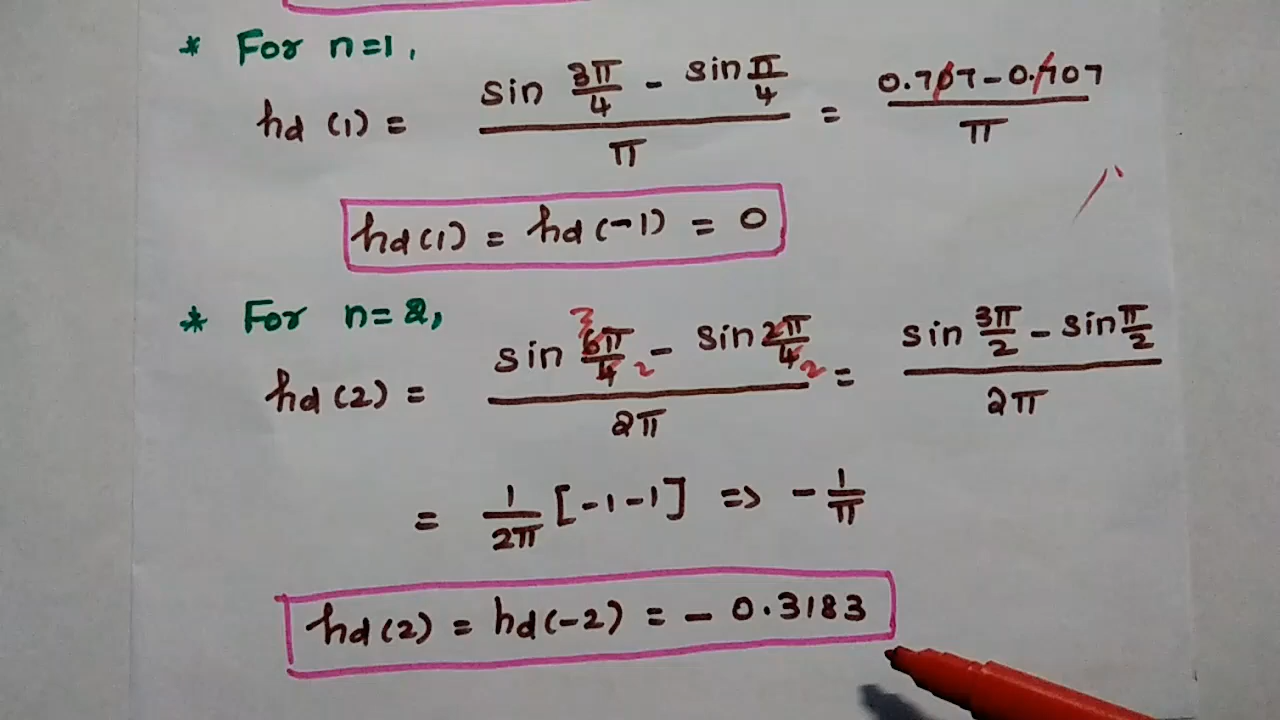 * For n=1,
hd (1) = (sin 3π/4 - sin π/4) / π = (0.707 - 0.707) / π
hd(1) = hd(-1) = 0
* For n=2,
hd (2) = (sin 6π/4 - sin 2π/4) / 2π = (sin 3π/2 - sin π/2) / 2π
= 1/2π [-1-1] => - 1/π
hd(2) = hd(-2) = - 0.3183